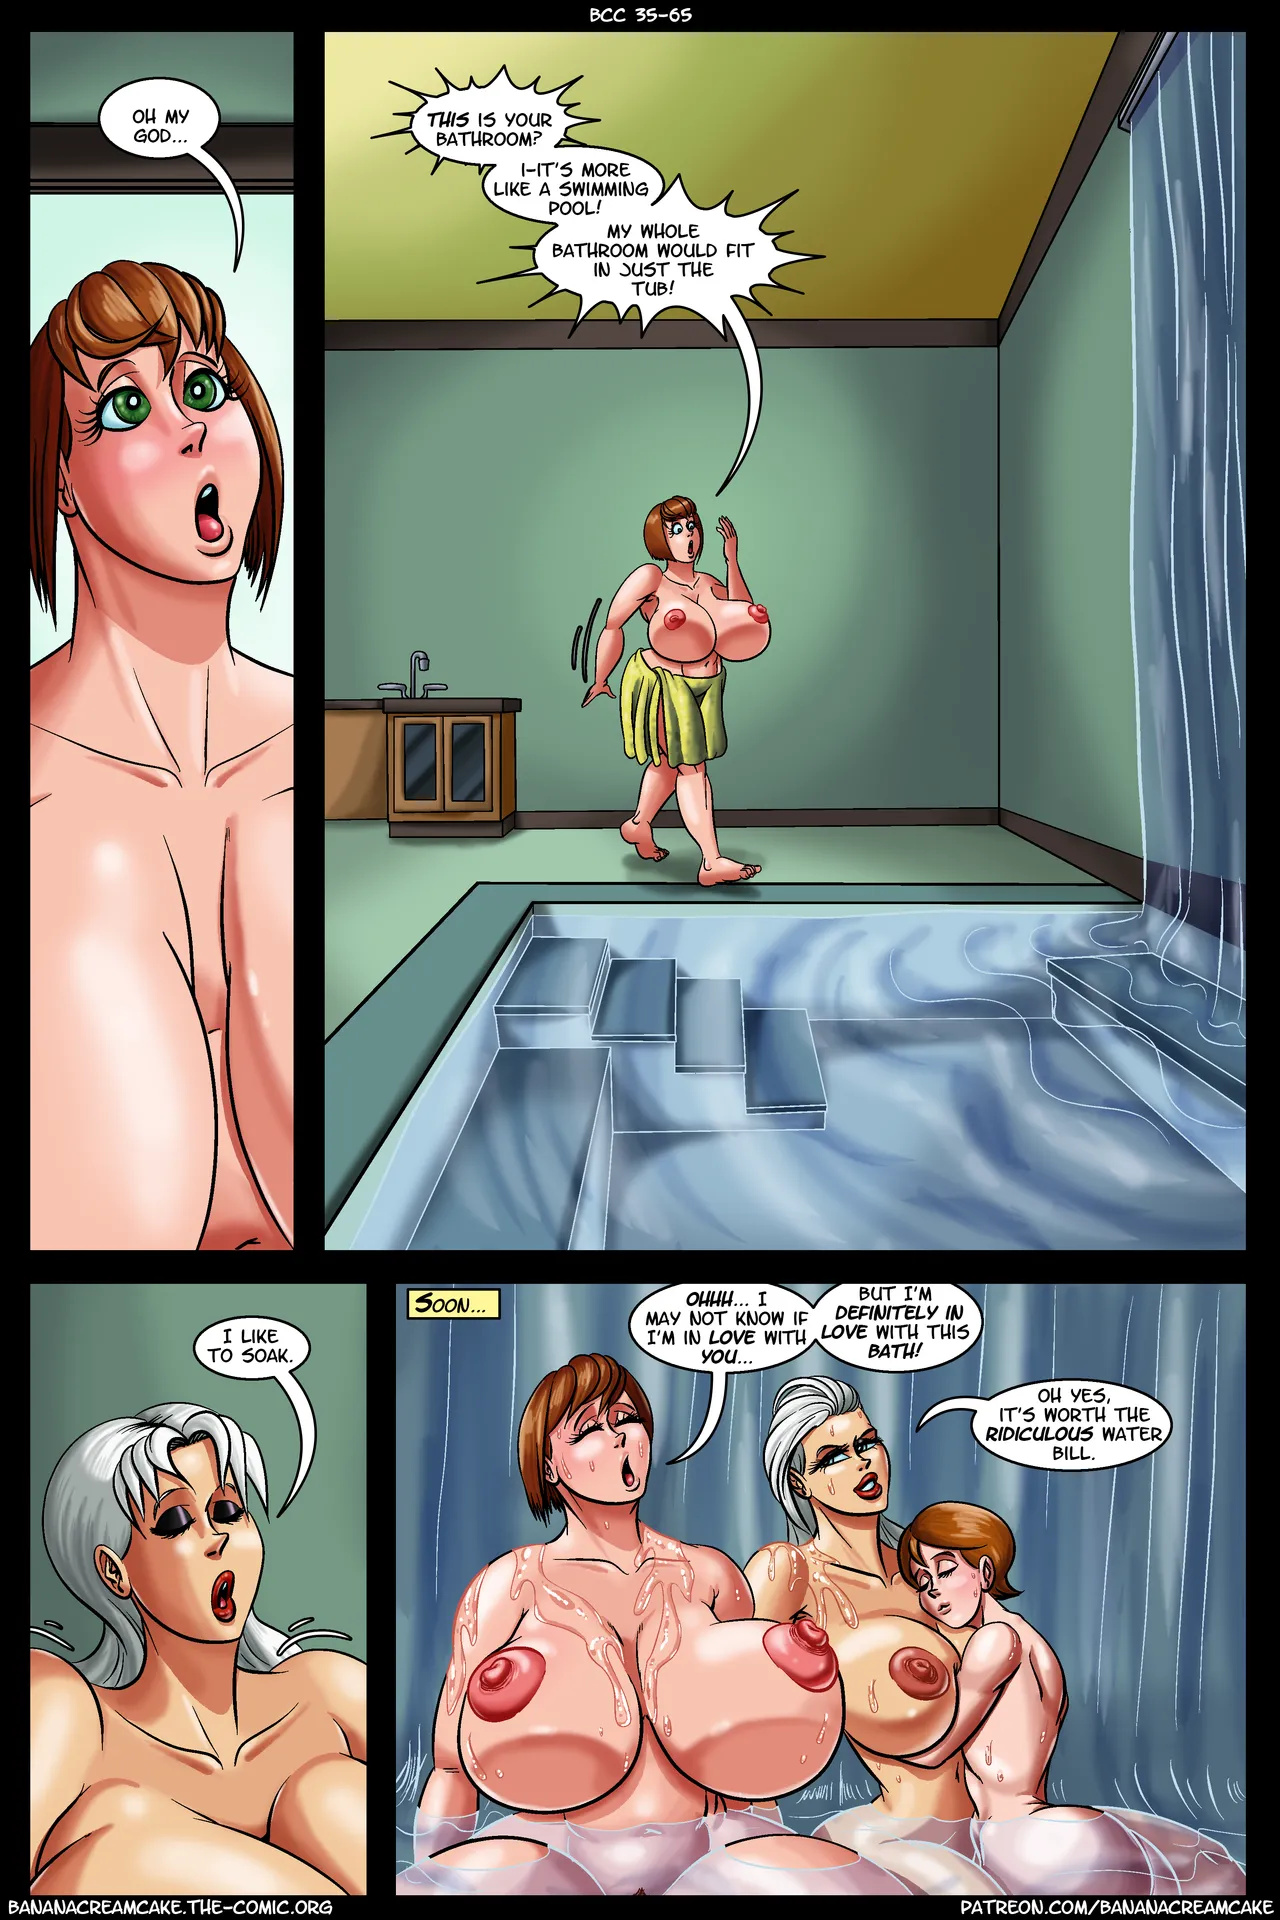 BCC 35-65
OH MY
GOD...
THIS IS YOUR
BATHROOM?
I-IT'S MORE
LIKE A SWIMMING
POOL!
MY WHOLE
BATHROOM WOULD FIT
IN JUST THE
TUB!
I LIKE
TO SOAK.
SOON...
OHHH... I
MAY NOT KNOW IF
I'M IN LOVE WITH
YOU...
BUT I'M
DEFINITELY IN
LOVE WITH THIS
BATH!
OH YES,
IT'S WORTH THE
RIDICULOUS WATER
BILL.
BANANACREAMCAKE.THE-COMIC.ORG
PATREON.COM/BANANACREAMCAKE